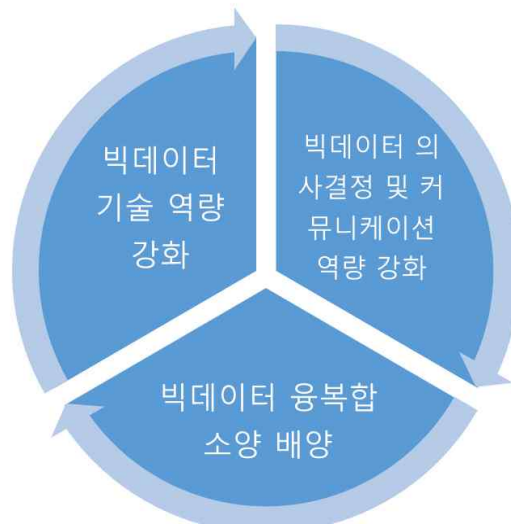 빅데이터
기술 역량
강화
빅데이터 의
사결정 및 커
뮤니케이션
역량 강화
빅데이터 융복합
소양 배양